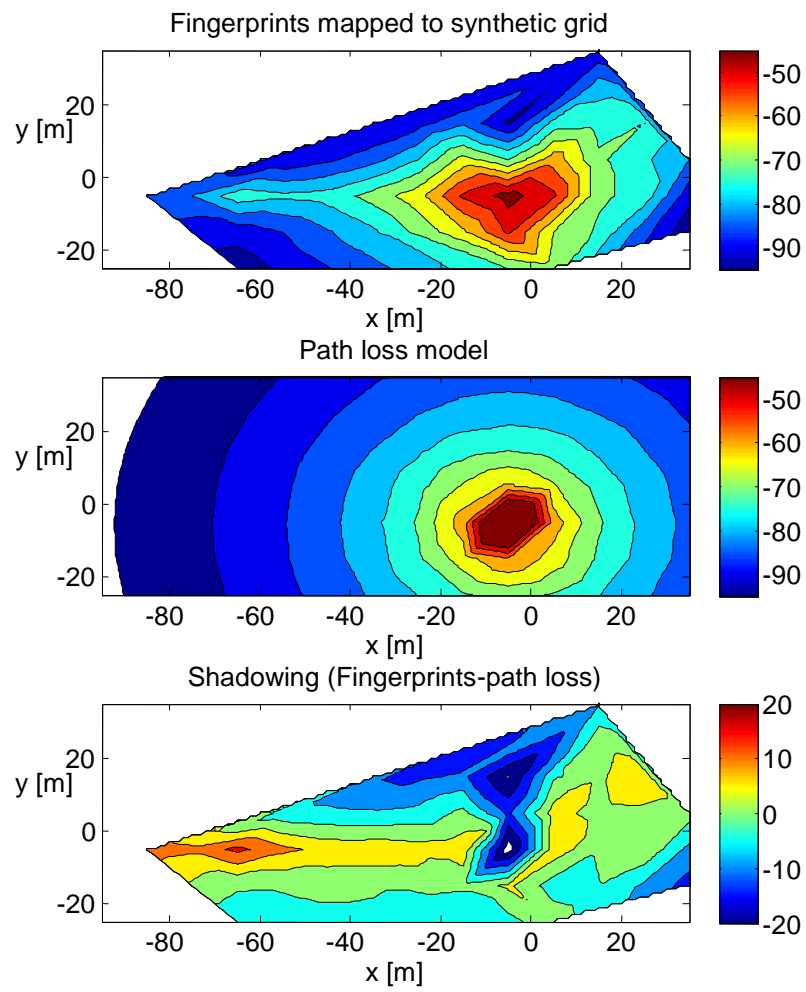 Fingerprints mapped to synthetic grid
y [m]
20
0
-20
-80 -60 -40 -20 0 20
x [m]
-50
-60
-70
-80
-90
Path loss model
y [m]
20
0
-20
-80 -60 -40 -20 0 20
x [m]
-50
-60
-70
-80
-90
Shadowing (Fingerprints-path loss)
y [m]
20
0
-20
-80 -60 -40 -20 0 20
x [m]
20
10
0
-10
-20